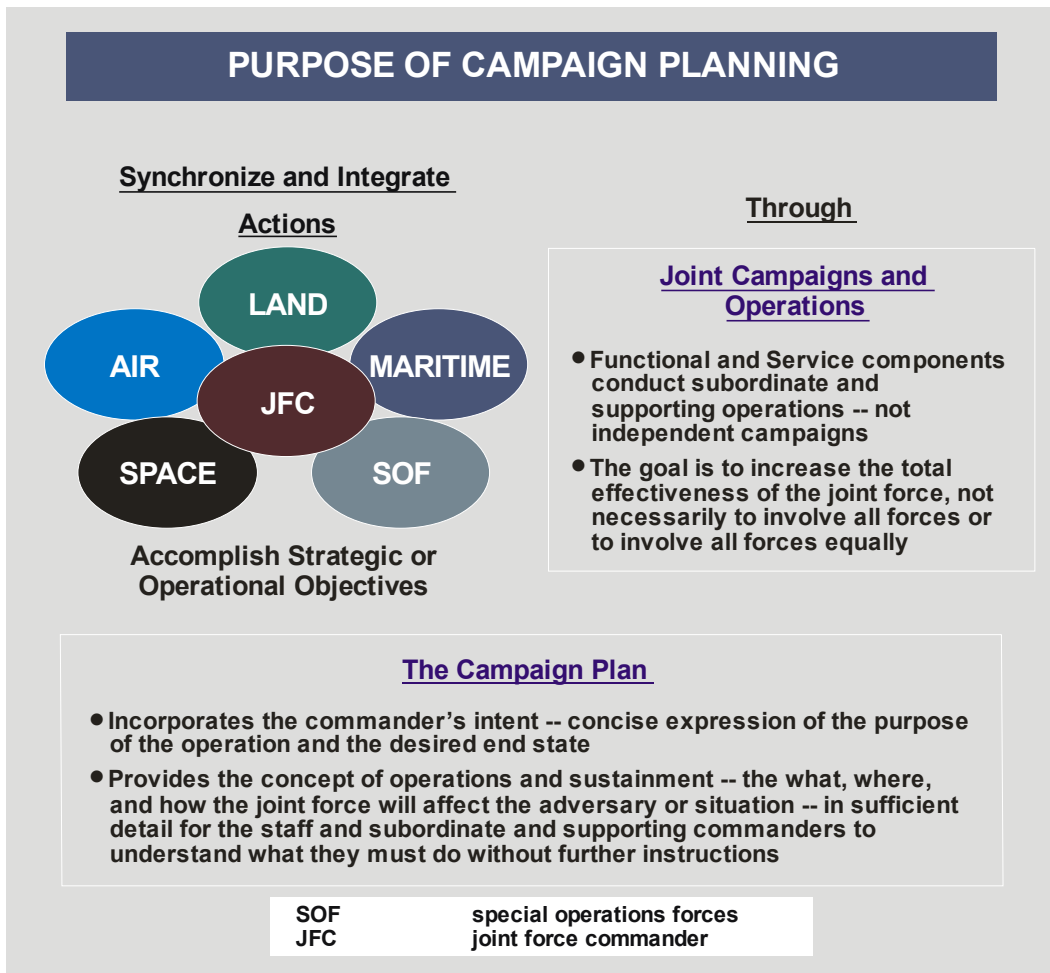 PURPOSE OF CAMPAIGN PLANNING
Synchronize and Integrate
Actions
LAND
AIR
MARITIME
JFC
SPACE
SOF
Accomplish Strategic or
Operational Objectives
Through
Joint Campaigns and
Operations
• Functional and Service components
conduct subordinate and
supporting operations -- not
independent campaigns
• The goal is to increase the total
effectiveness of the joint force, not
necessarily to involve all forces or
to involve all forces equally
The Campaign Plan
• Incorporates the commander’s intent -- concise expression of the purpose
of the operation and the desired end state
• Provides the concept of operations and sustainment -- the what, where,
and how the joint force will affect the adversary or situation -- in sufficient
detail for the staff and subordinate and supporting commanders to
understand what they must do without further instructions
SOF special operations forces
JFC joint force commander